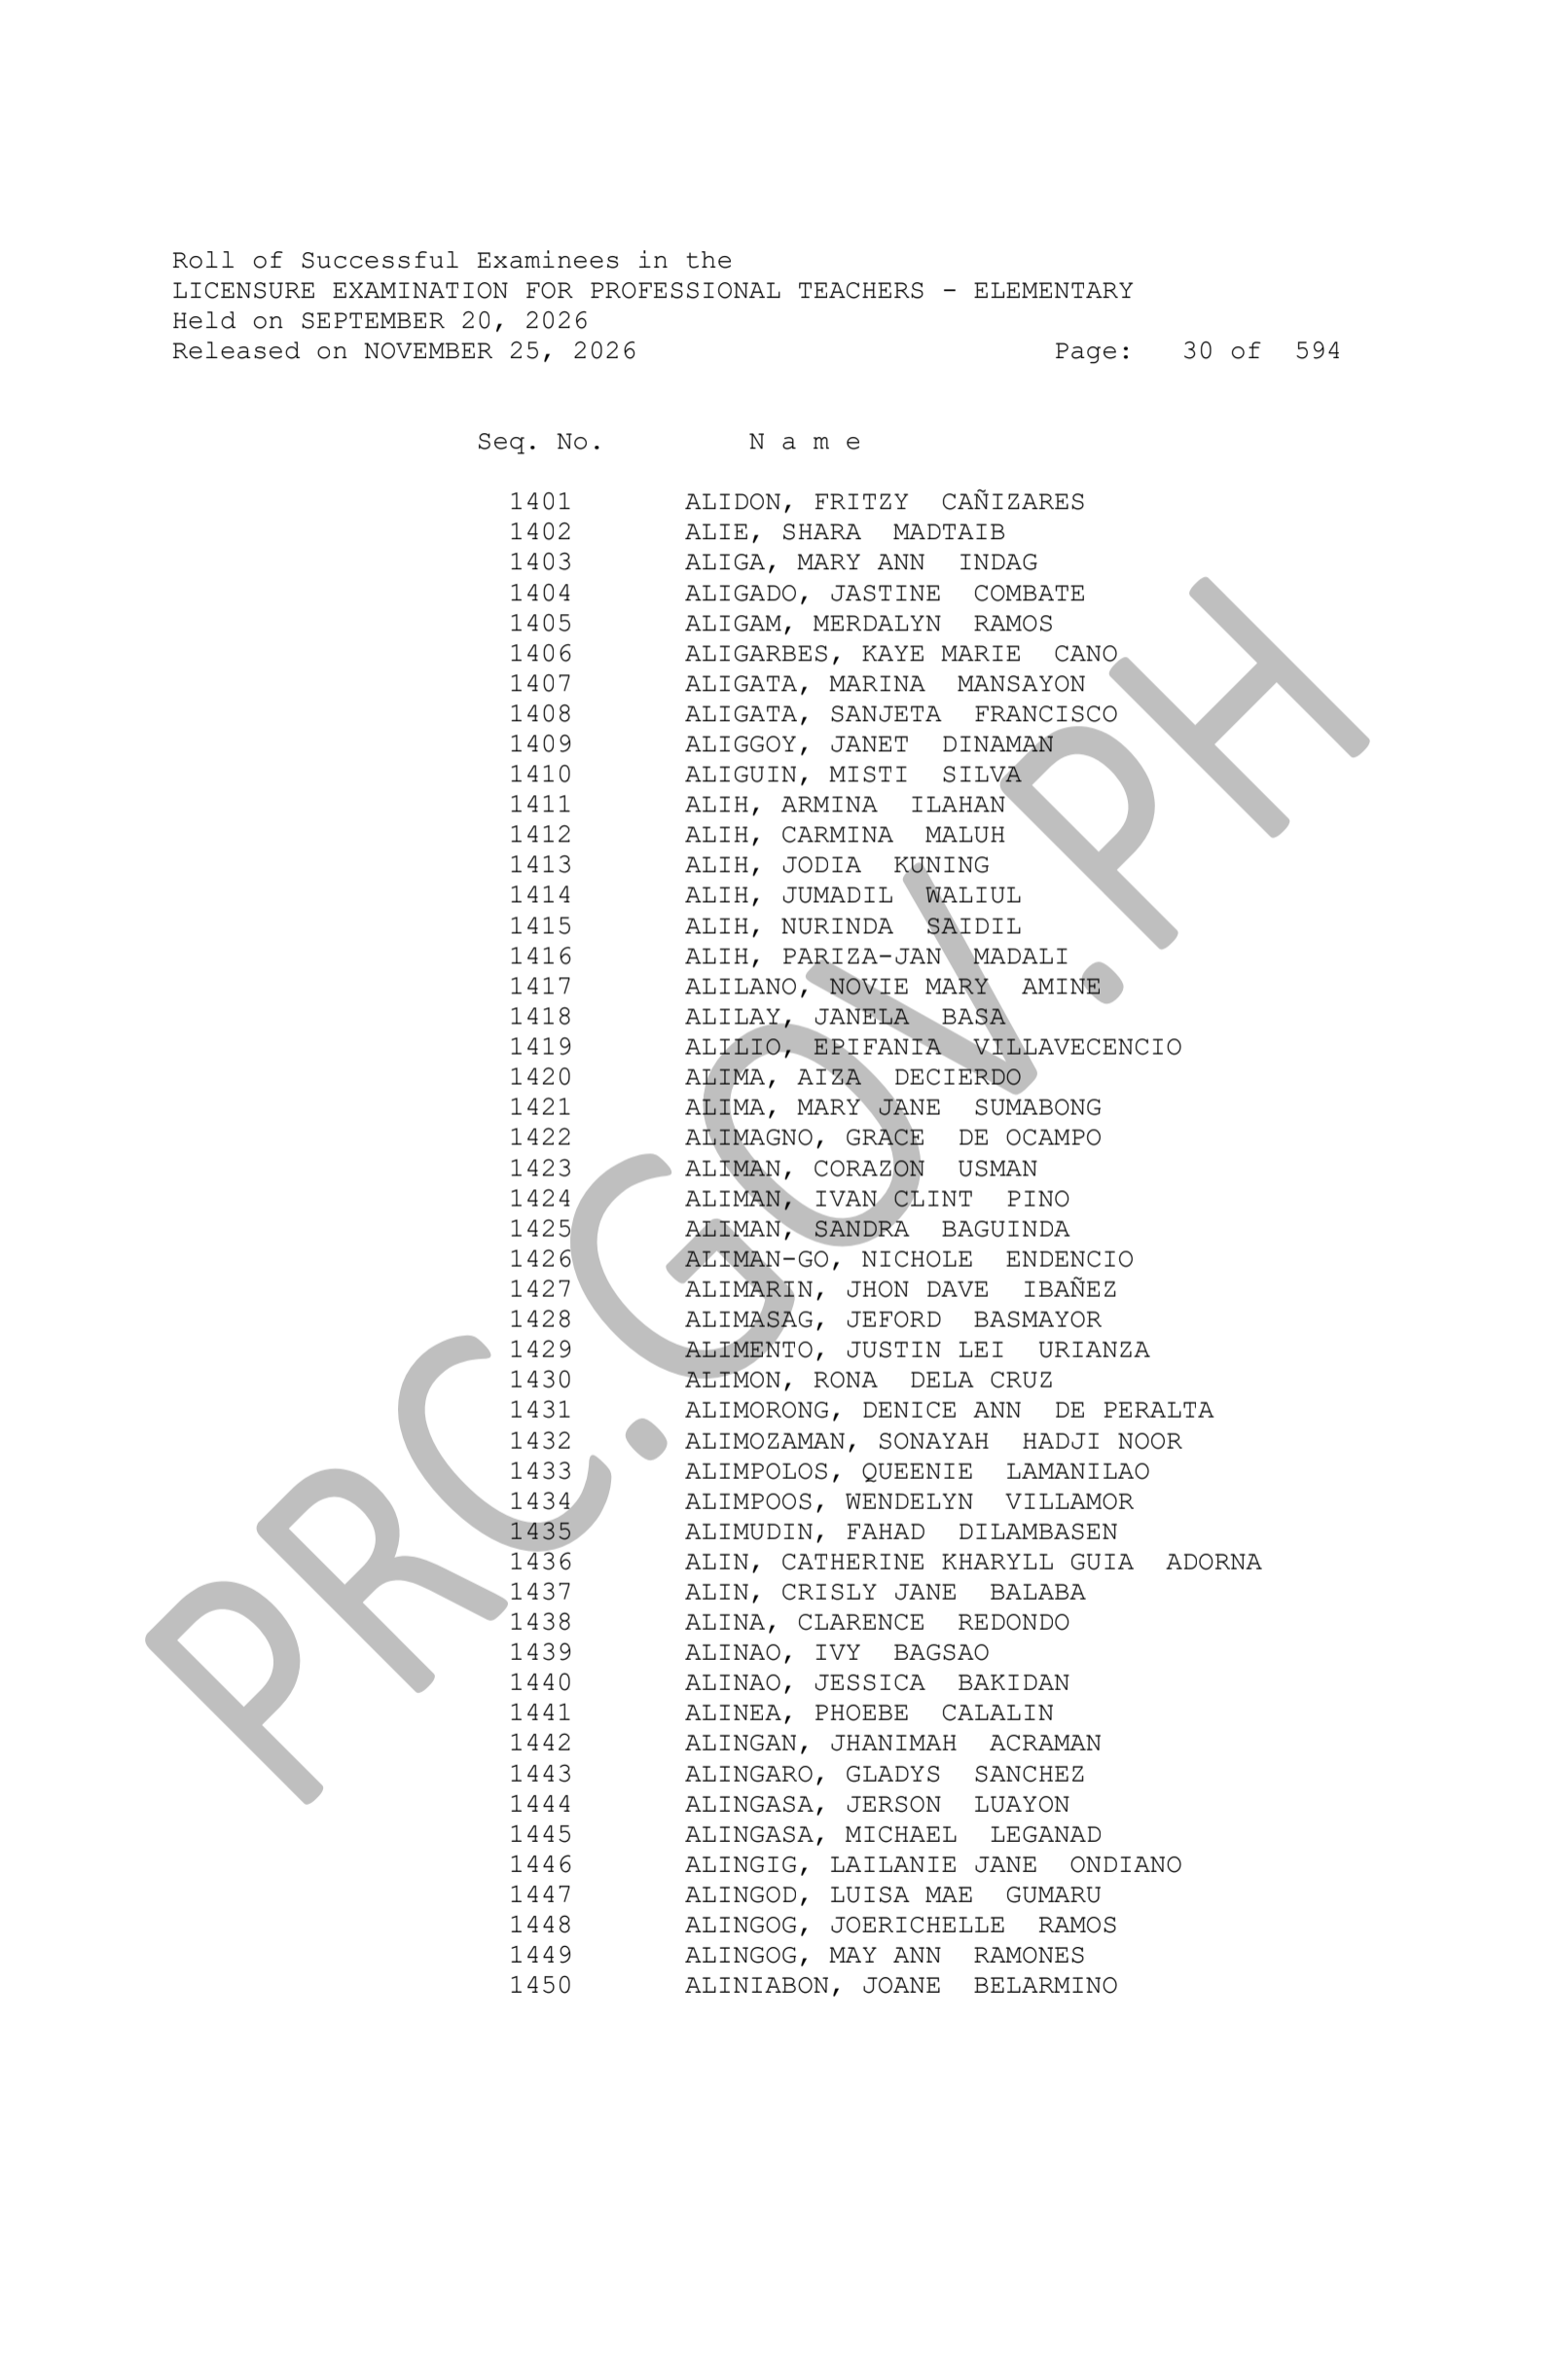 Roll of Successful Examinees in the
LICENSURE EXAMINATION FOR PROFESSIONAL TEACHERS - ELEMENTARY
Held on SEPTEMBER 20, 2026
Released on NOVEMBER 25, 2026 Page: 30 of 594
Seq. No. N a m e
1401 ALIDON, FRITZY CAÑIZARES
1402 ALIE, SHARA MADTAIB
1403 ALIGA, MARY ANN INDAG
1404 ALIGADO, JASTINE COMBATE
1405 ALIGAM, MERDALYN RAMOS
1406 ALIGARBES, KAYE MARIE CANO
1407 ALIGATA, MARINA MANSAYON
1408 ALIGATA, SANJETA FRANCISCO
1409 ALIGGOY, JANET DINAMAN
1410 ALIGUIN, MISTI SILVA
1411 ALIH, ARMINA ILAHAN
1412 ALIH, CARMINA MALUH
1413 ALIH, JODIA KUNING
1414 ALIH, JUMADIL WALIUL
1415 ALIH, NURINDA SAIDIL
1416 ALIH, PARIZA-JAN MADALI
1417 ALILANO, NOVIE MARY AMINE
1418 ALILAY, JANELA BASA
1419 ALILIO, EPIFANIA VILLAVECENCIO
1420 ALIMA, AIZA DECIERDO
1421 ALIMA, MARY JANE SUMABONG
1422 ALIMAGNO, GRACE DE OCAMPO
1423 ALIMAN, CORAZON USMAN
1424 ALIMAN, IVAN CLINT PINO
1425 ALIMAN, SANDRA BAGUINDA
1426 ALIMAN-GO, NICHOLE ENDENCIO
1427 ALIMARIN, JHON DAVE IBAÑEZ
1428 ALIMASAG, JEFORD BASMAYOR
1429 ALIMENTO, JUSTIN LEI URIANZA
1430 ALIMON, RONA DELA CRUZ
1431 ALIMORONG, DENICE ANN DE PERALTA
1432 ALIMOZAMAN, SONAYAH HADJI NOOR
1433 ALIMPOLOS, QUEENIE LAMANILAO
1434 ALIMPOOS, WENDELYN VILLAMOR
1435 ALIMUDIN, FAHAD DILAMBASEN
1436 ALIN, CATHERINE KHARYLL GUIA ADORNA
1437 ALIN, CRISLY JANE BALABA
1438 ALINA, CLARENCE REDONDO
1439 ALINAO, IVY BAGSAO
1440 ALINAO, JESSICA BAKIDAN
1441 ALINEA, PHOEBE CALALIN
1442 ALINGAN, JHANIMAH ACRAMAN
1443 ALINGARO, GLADYS SANCHEZ
1444 ALINGASA, JERSON LUAYON
1445 ALINGASA, MICHAEL LEGANAD
1446 ALINGIG, LAILANIE JANE ONDIANO
1447 ALINGOD, LUISA MAE GUMARU
1448 ALINGOG, JOERICHELLE RAMOS
1449 ALINGOG, MAY ANN RAMONES
1450 ALINIABON, JOANE BELARMINO
PRC.GOV.PH